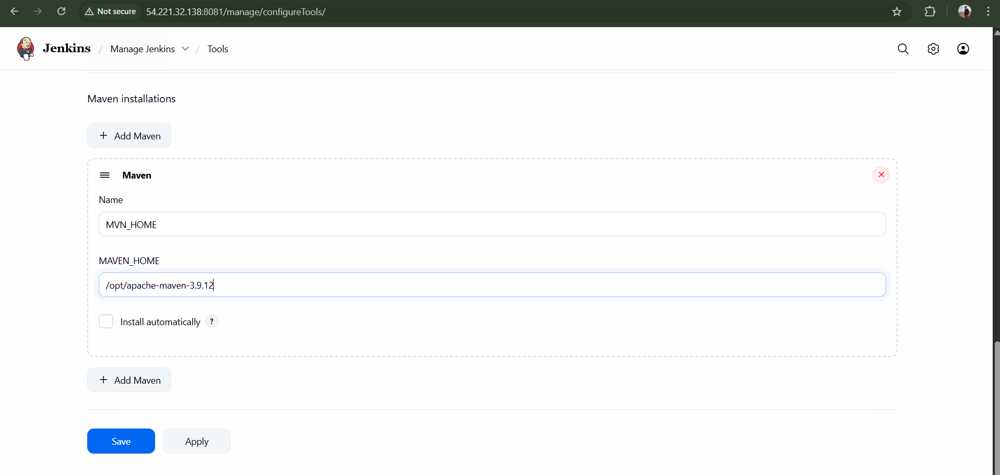 Not secure 54.221.32.138:8081/manage/configureTools/
Jenkins / Manage Jenkins / Tools
Maven installations
+ Add Maven
Maven
Name
MVN_HOME
MAVEN_HOME
/opt/apache-maven-3.9.12
Install automatically ?
+ Add Maven
Save Apply